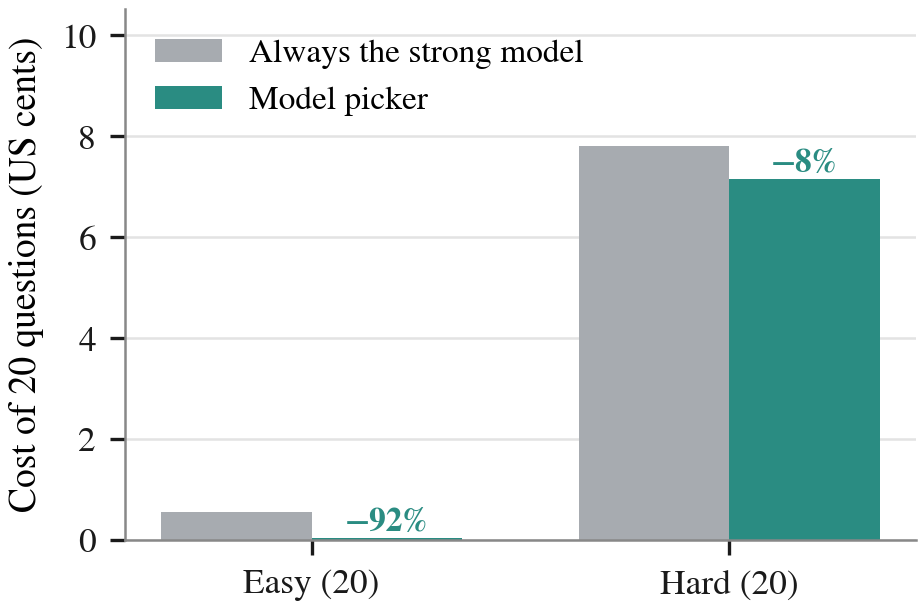 Cost of 20 questions (US cents)
10
8
6
4
2
0
Always the strong model
Model picker
–92%
–8%
Easy (20)
Hard (20)